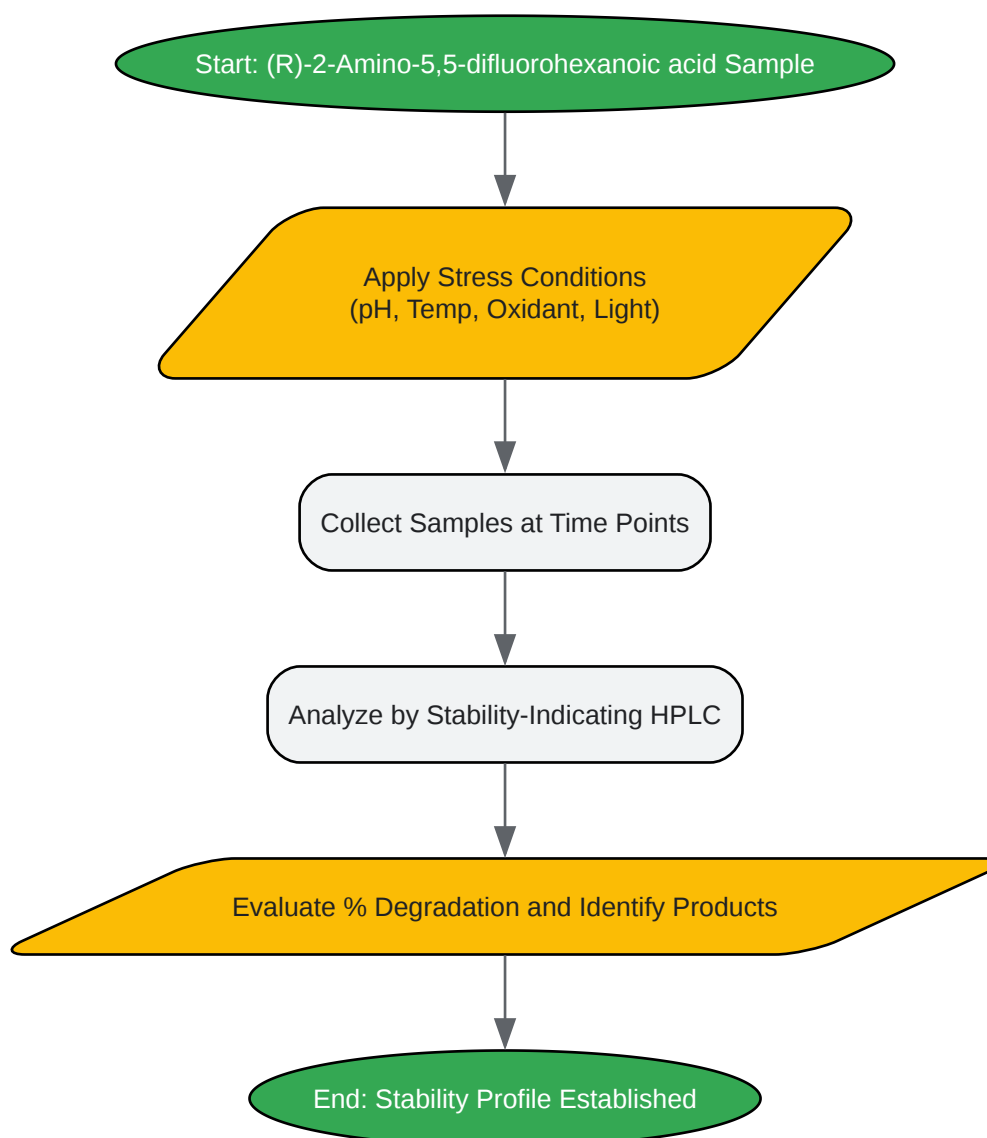 Start: (R)-2-Amino-5,5-difluorohexanoic acid Sample
Apply Stress Conditions
(pH, Temp, Oxidant, Light)
Collect Samples at Time Points
Analyze by Stability-Indicating HPLC
Evaluate % Degradation and Identify Products
End: Stability Profile Established